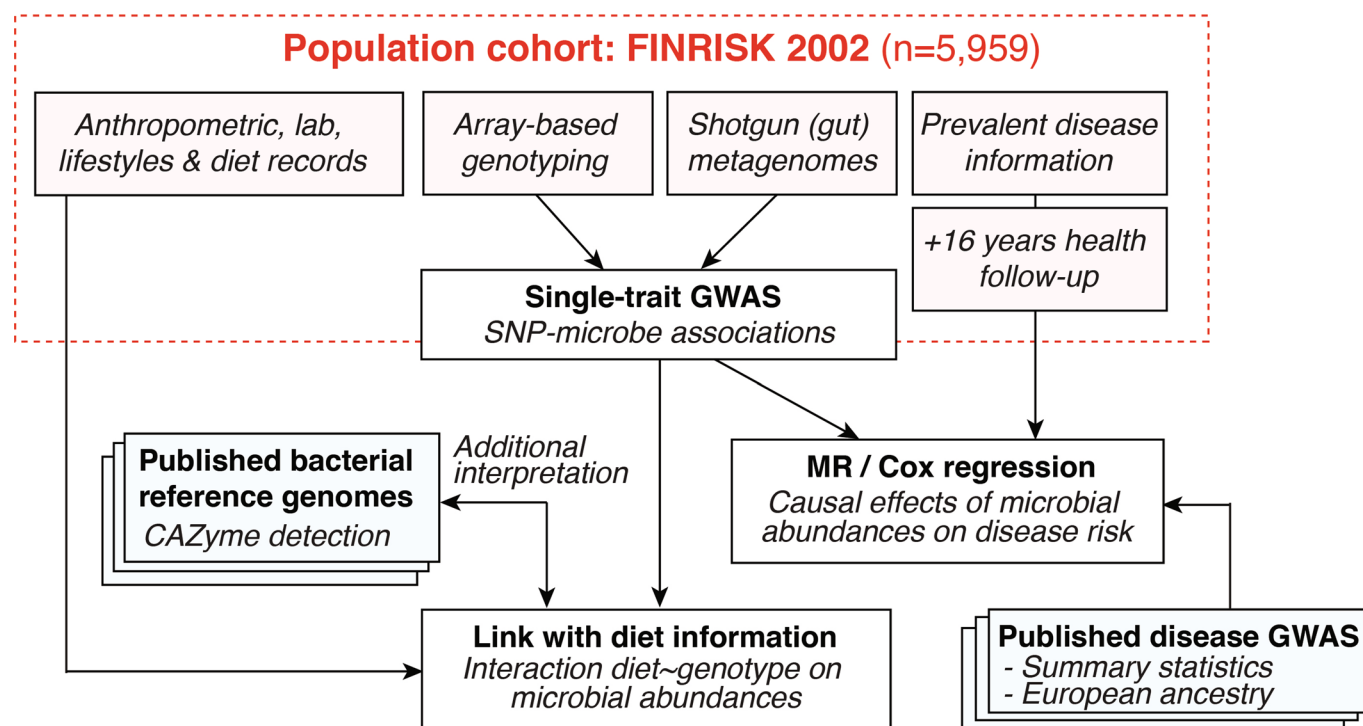 Population cohort: FINRISK 2002 (n=5,959)
Anthropometric, lab,
lifestyles & diet records
Array-based
genotyping
Shotgun (gut)
metagenomes
Prevalent disease
information
+16 years health
follow-up
Single-trait GWAS
SNP-microbe associations
Published bacterial
reference genomes
CAZyme detection
Additional
interpretation
MR / Cox regression
Causal effects of microbial
abundances on disease risk
Link with diet information
Interaction diet~genotype on
microbial abundances
Published disease GWAS
- Summary statistics
- European ancestry